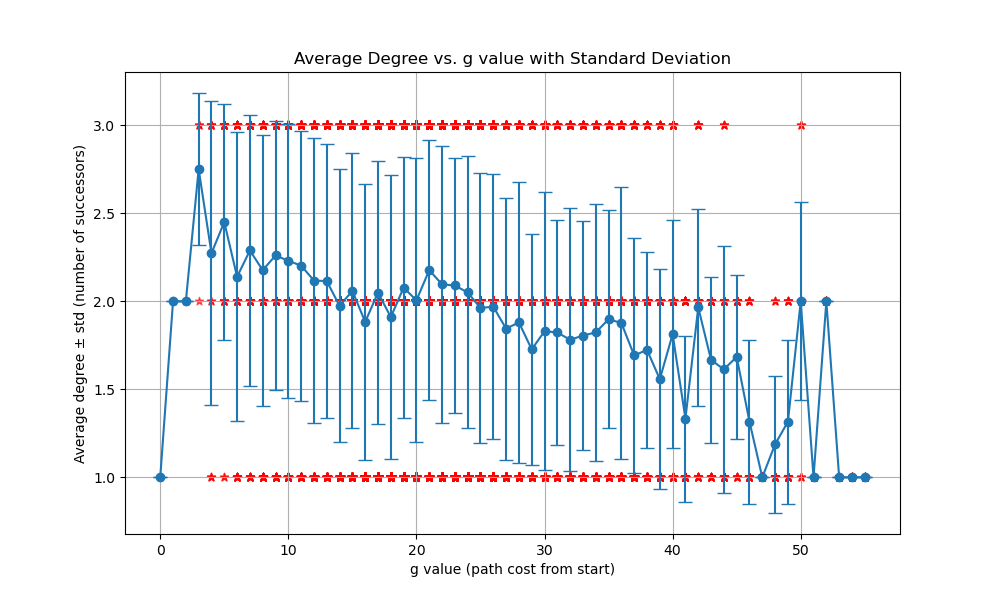 Average Degree vs. g value with Standard Deviation
Average degree ± std (number of successors)
3.0
2.5
2.0
1.5
1.0
0 10 20 30 40 50
g value (path cost from start)